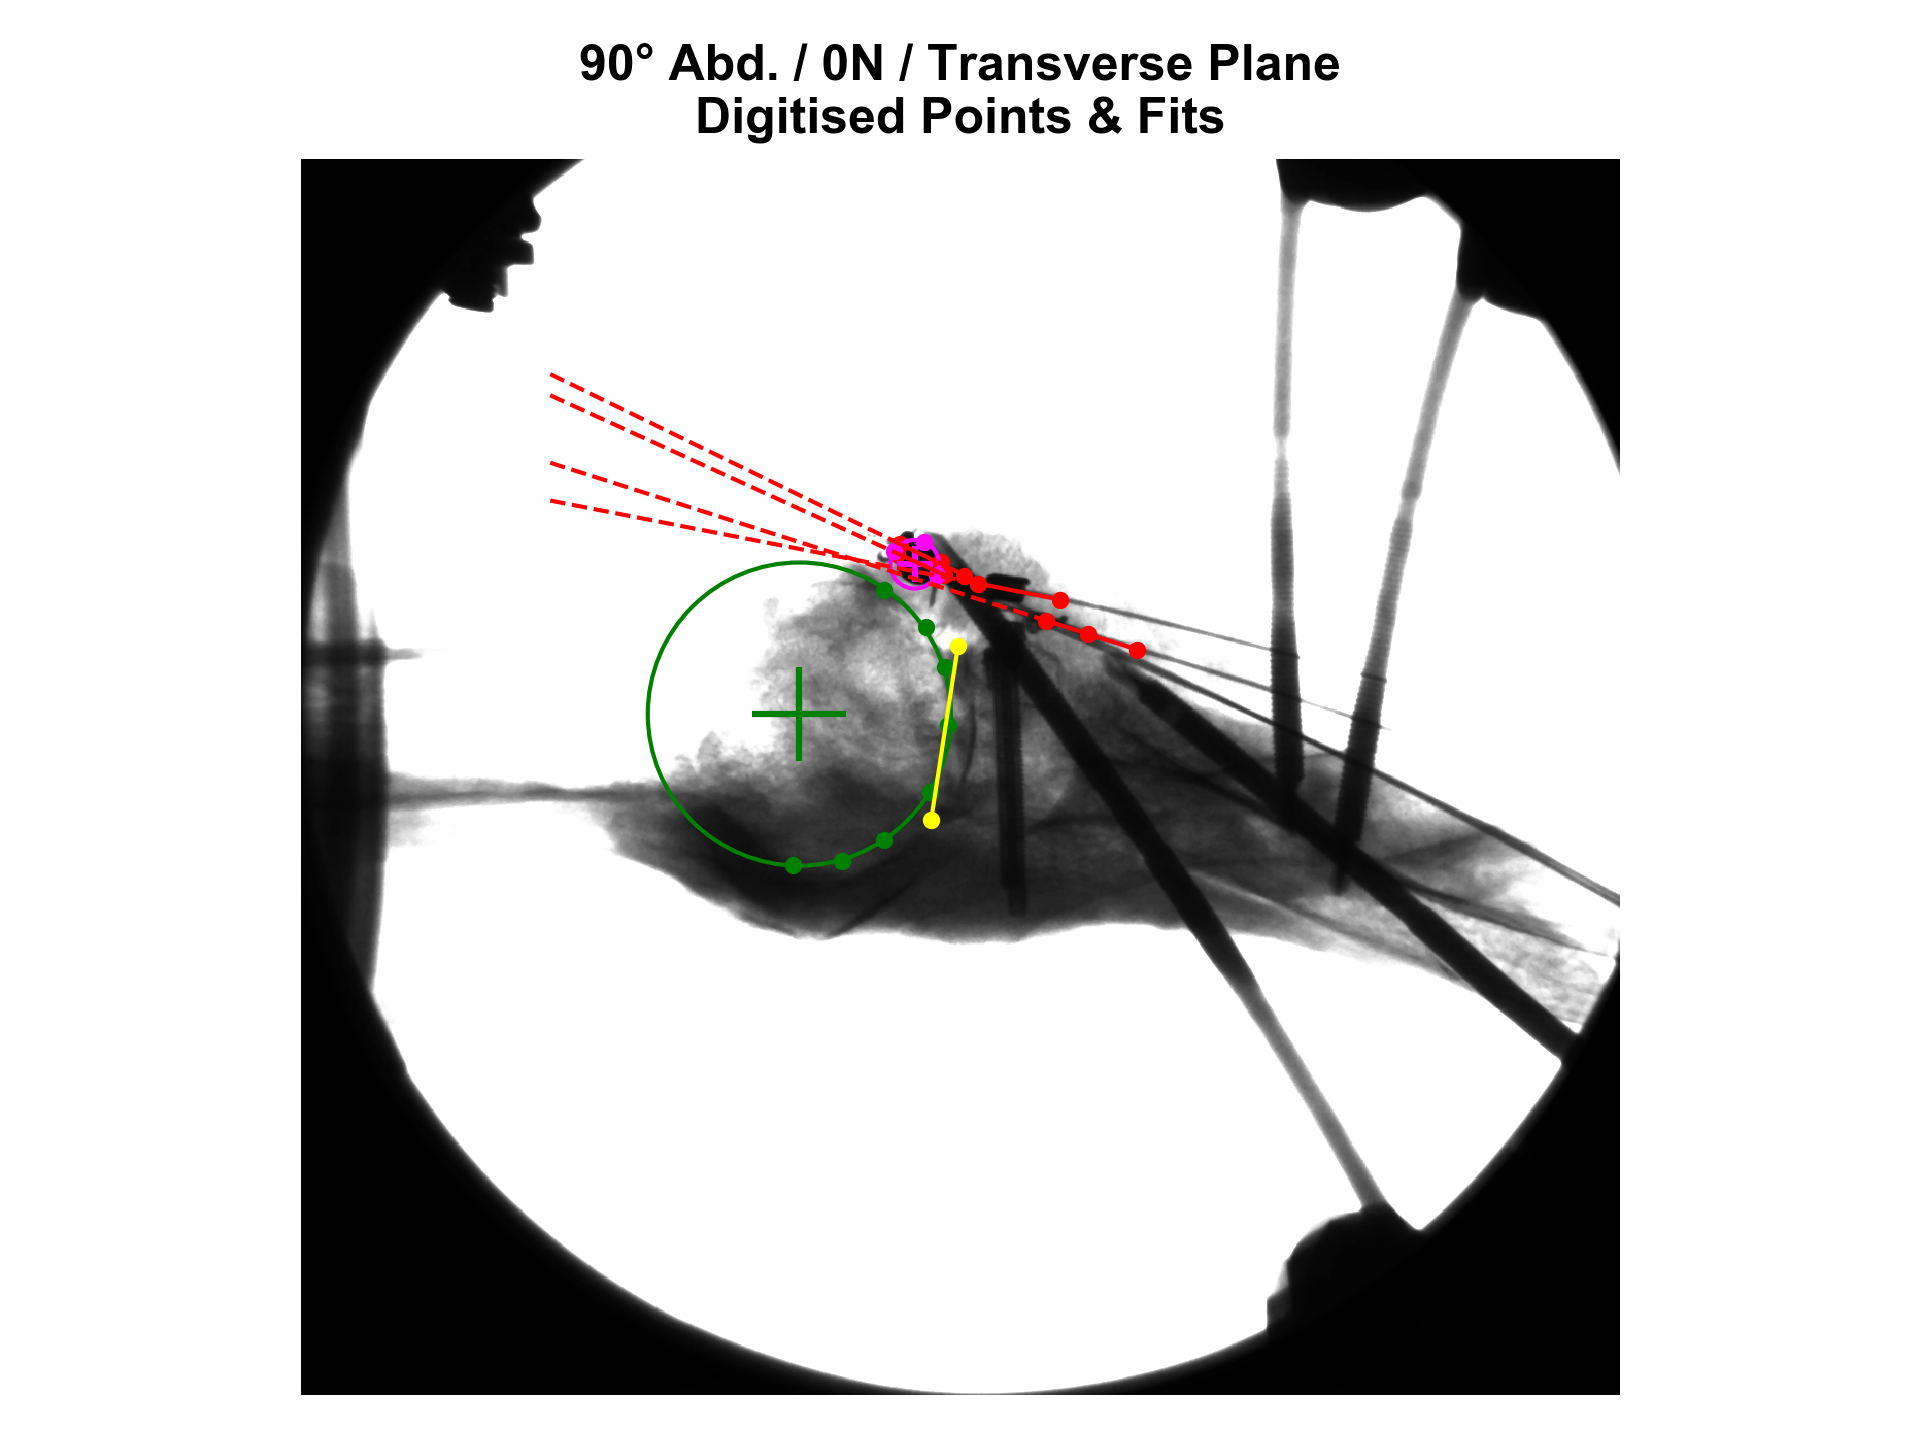 90° Abd. / 0N / Transverse Plane
Digitised Points & Fits